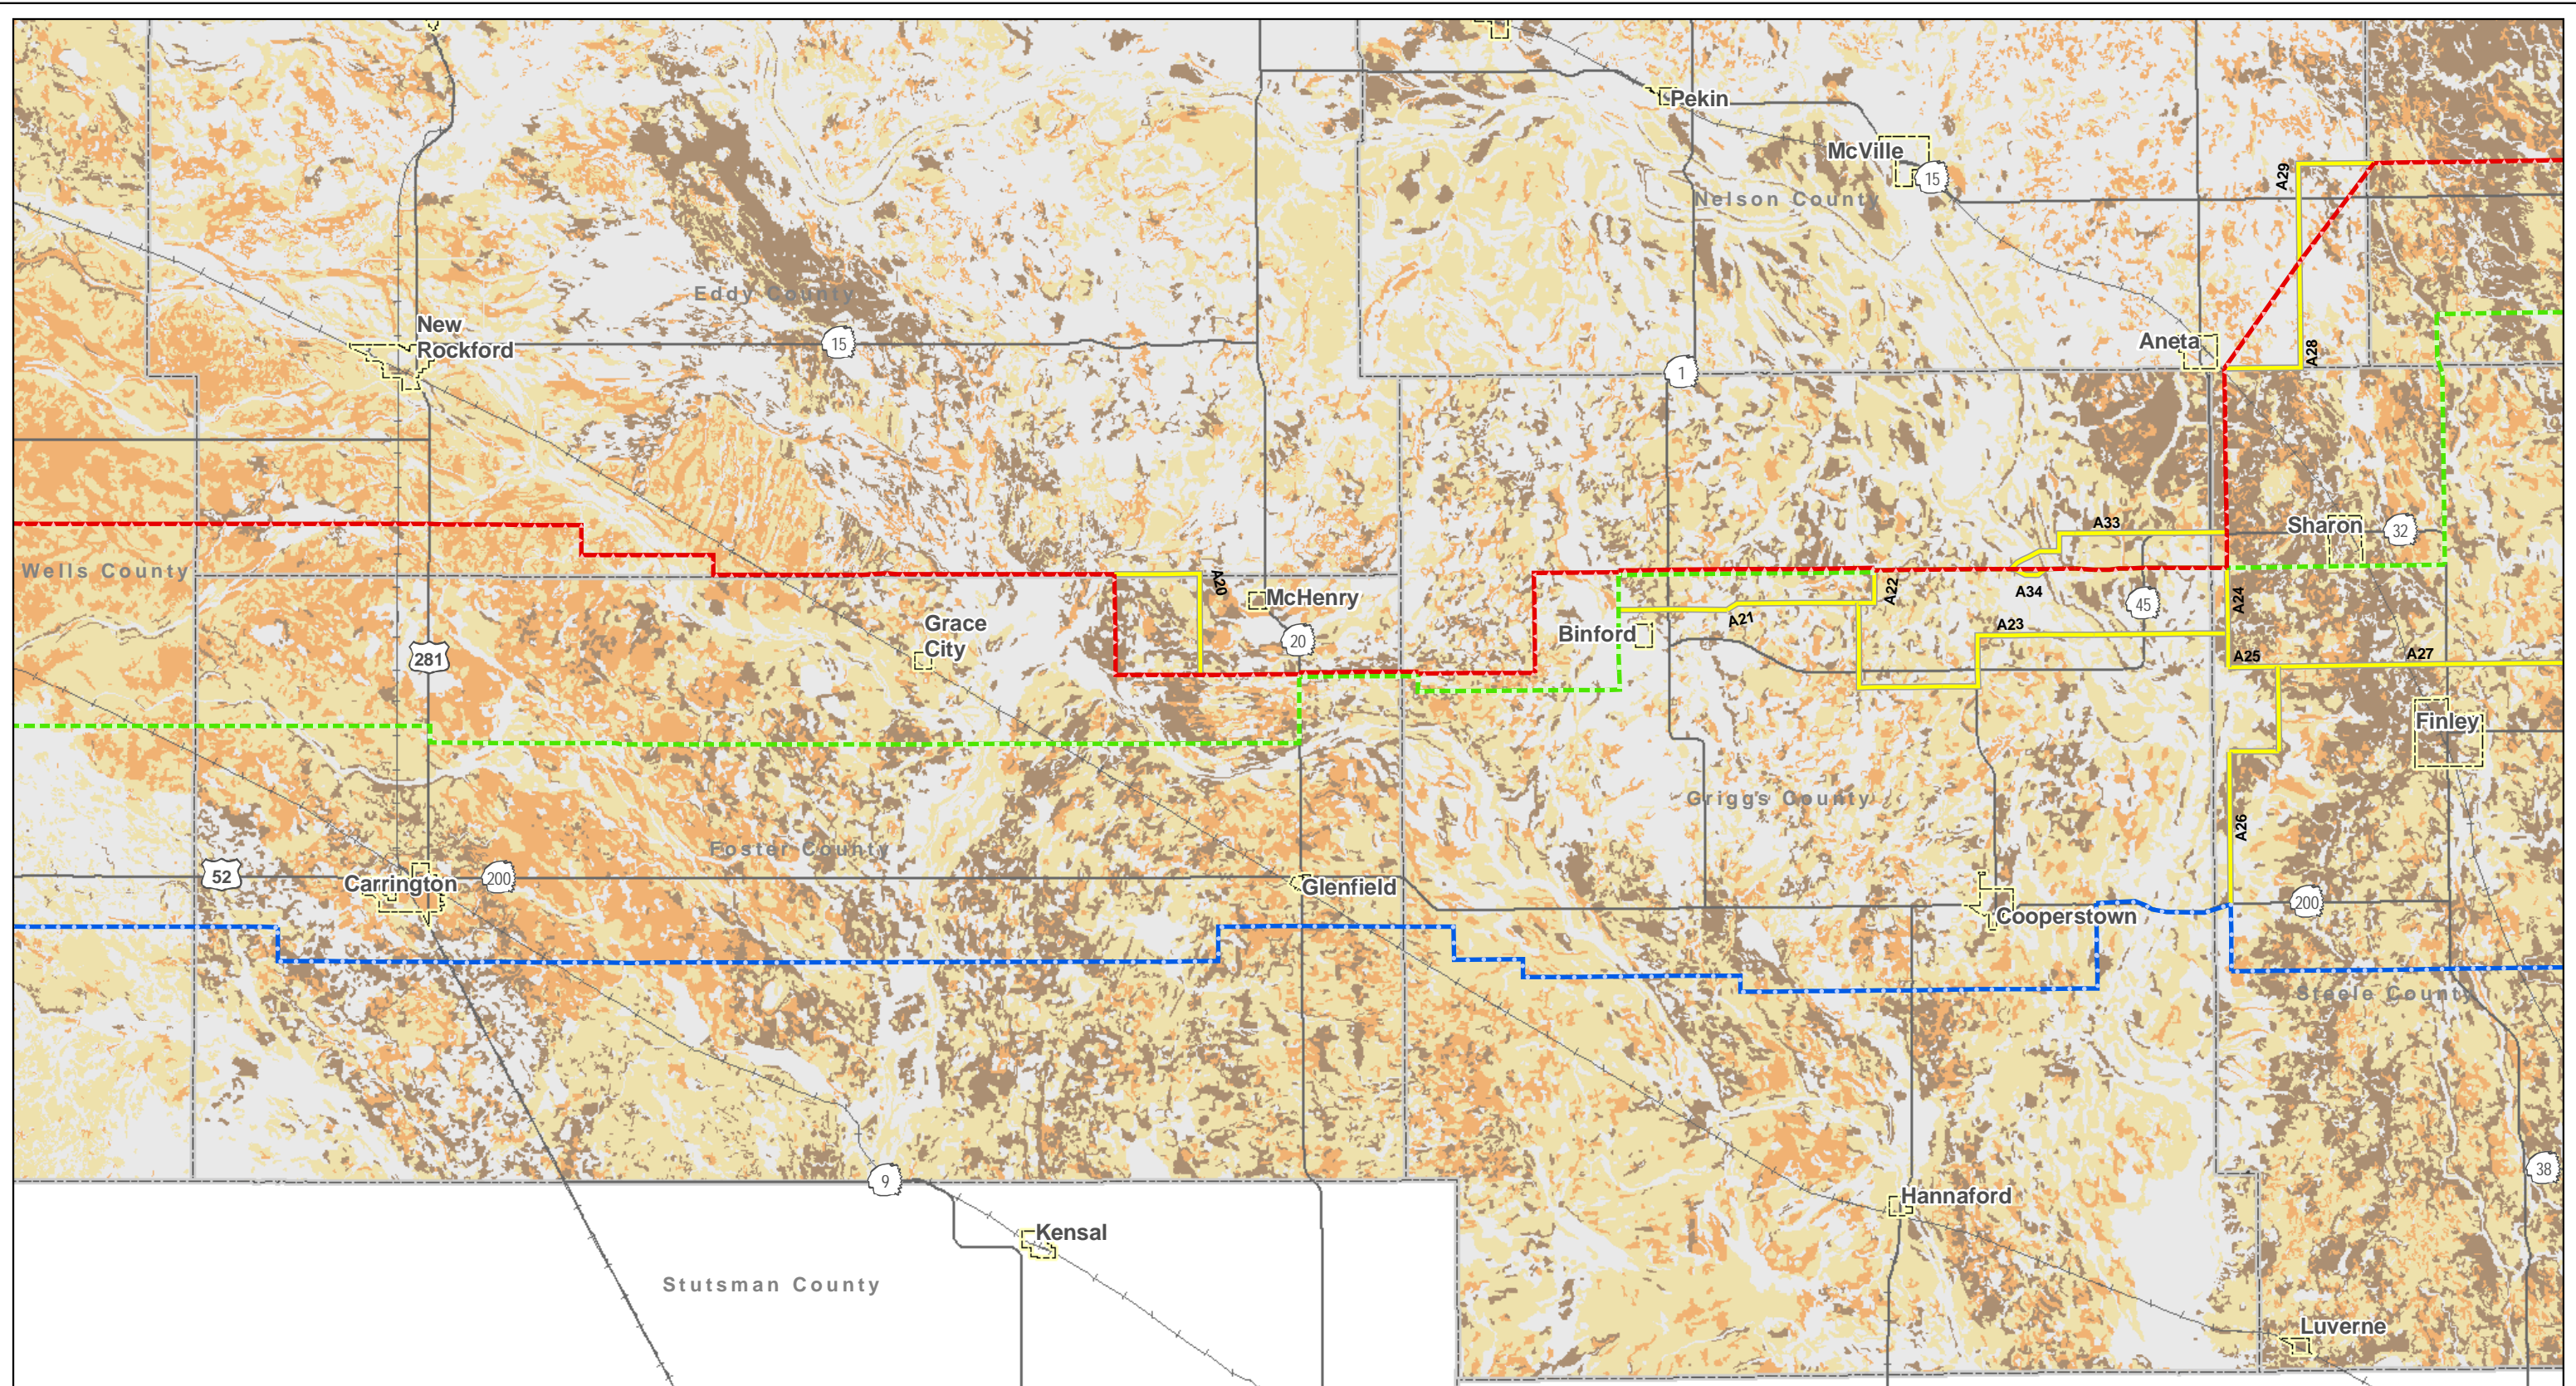 Pekin
McVille
15
Nelson County
A29
Eddy County
New
Rockford
15
Aneta
A28
1
A33
Sharon
32
Wells County
A20
McHenry
A22
A34
45
A24
Grace
City
20
Binford
A21
A23
281
A25
A27
Finley
Griggs County
A26
Foster County
52
Carrington
200
Glenfield
200
Cooperstown
Steele County
9
38
Hannaford
Kensal
Stutsman County
Luverne